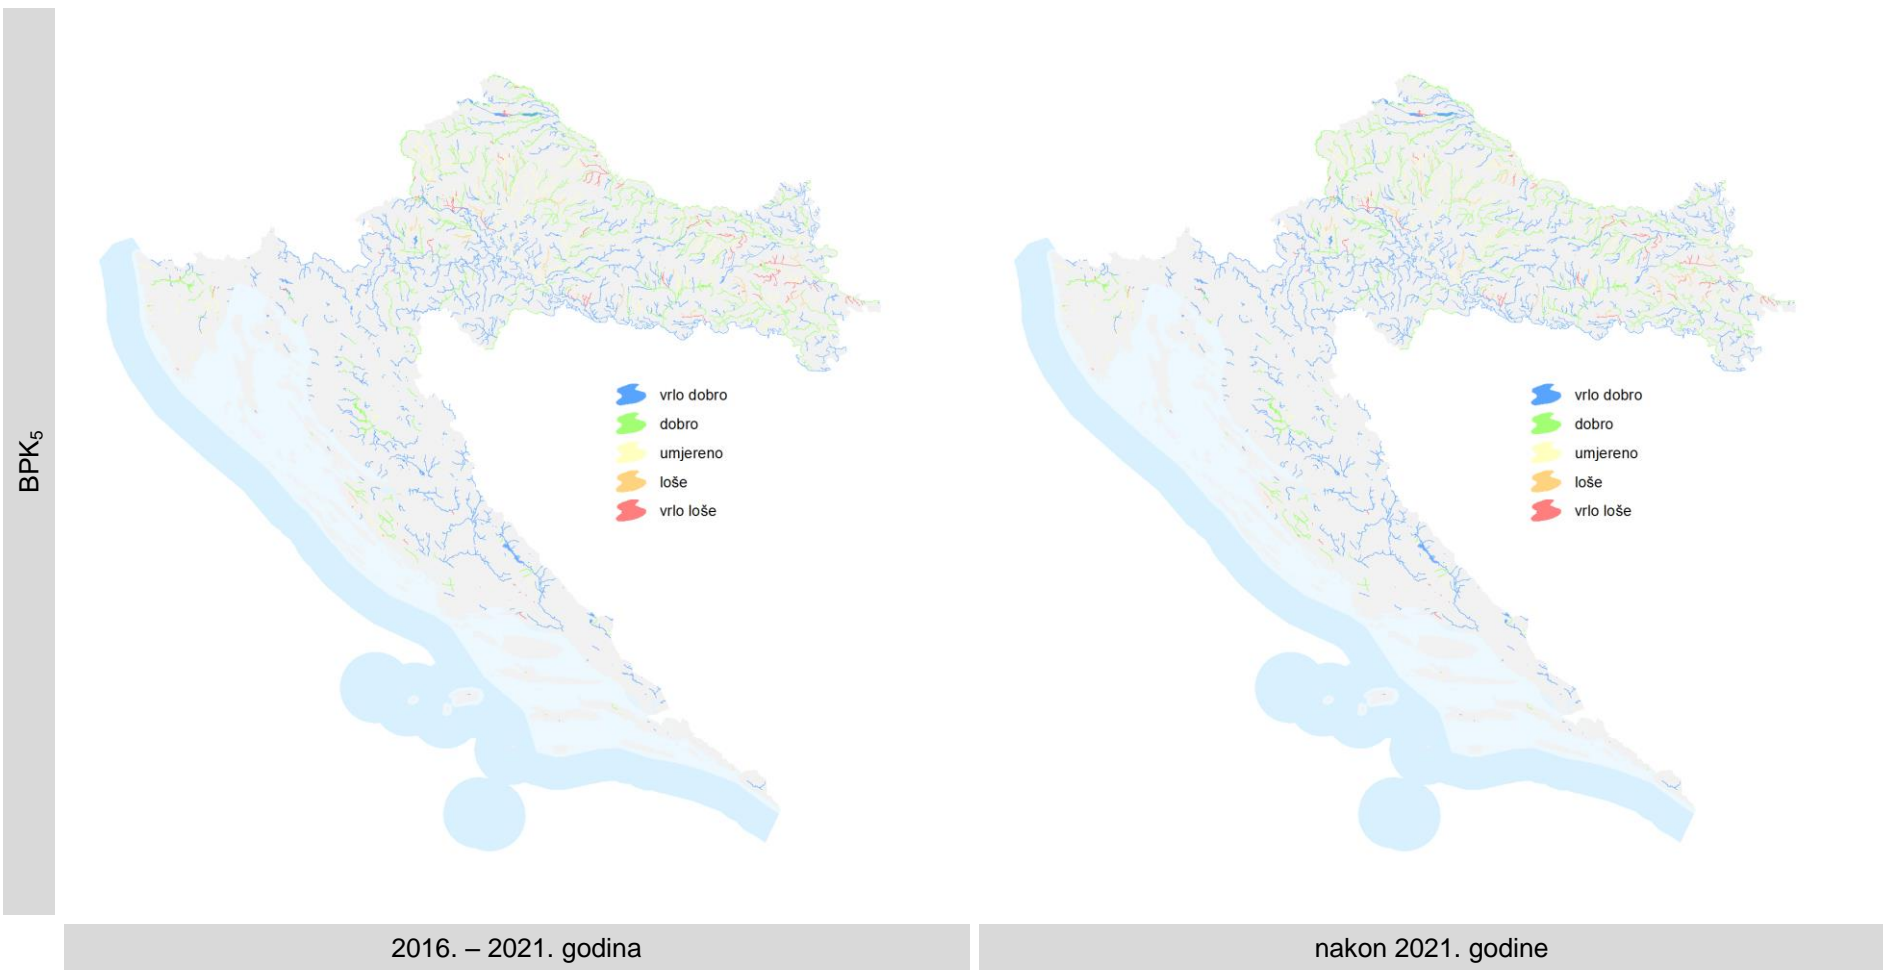 BPK₅
vrlo dobro
dobro
umjereno
loše
vrlo loše
vrlo dobro
dobro
umjereno
loše
vrlo loše
2016. – 2021. godina
nakon 2021. godine